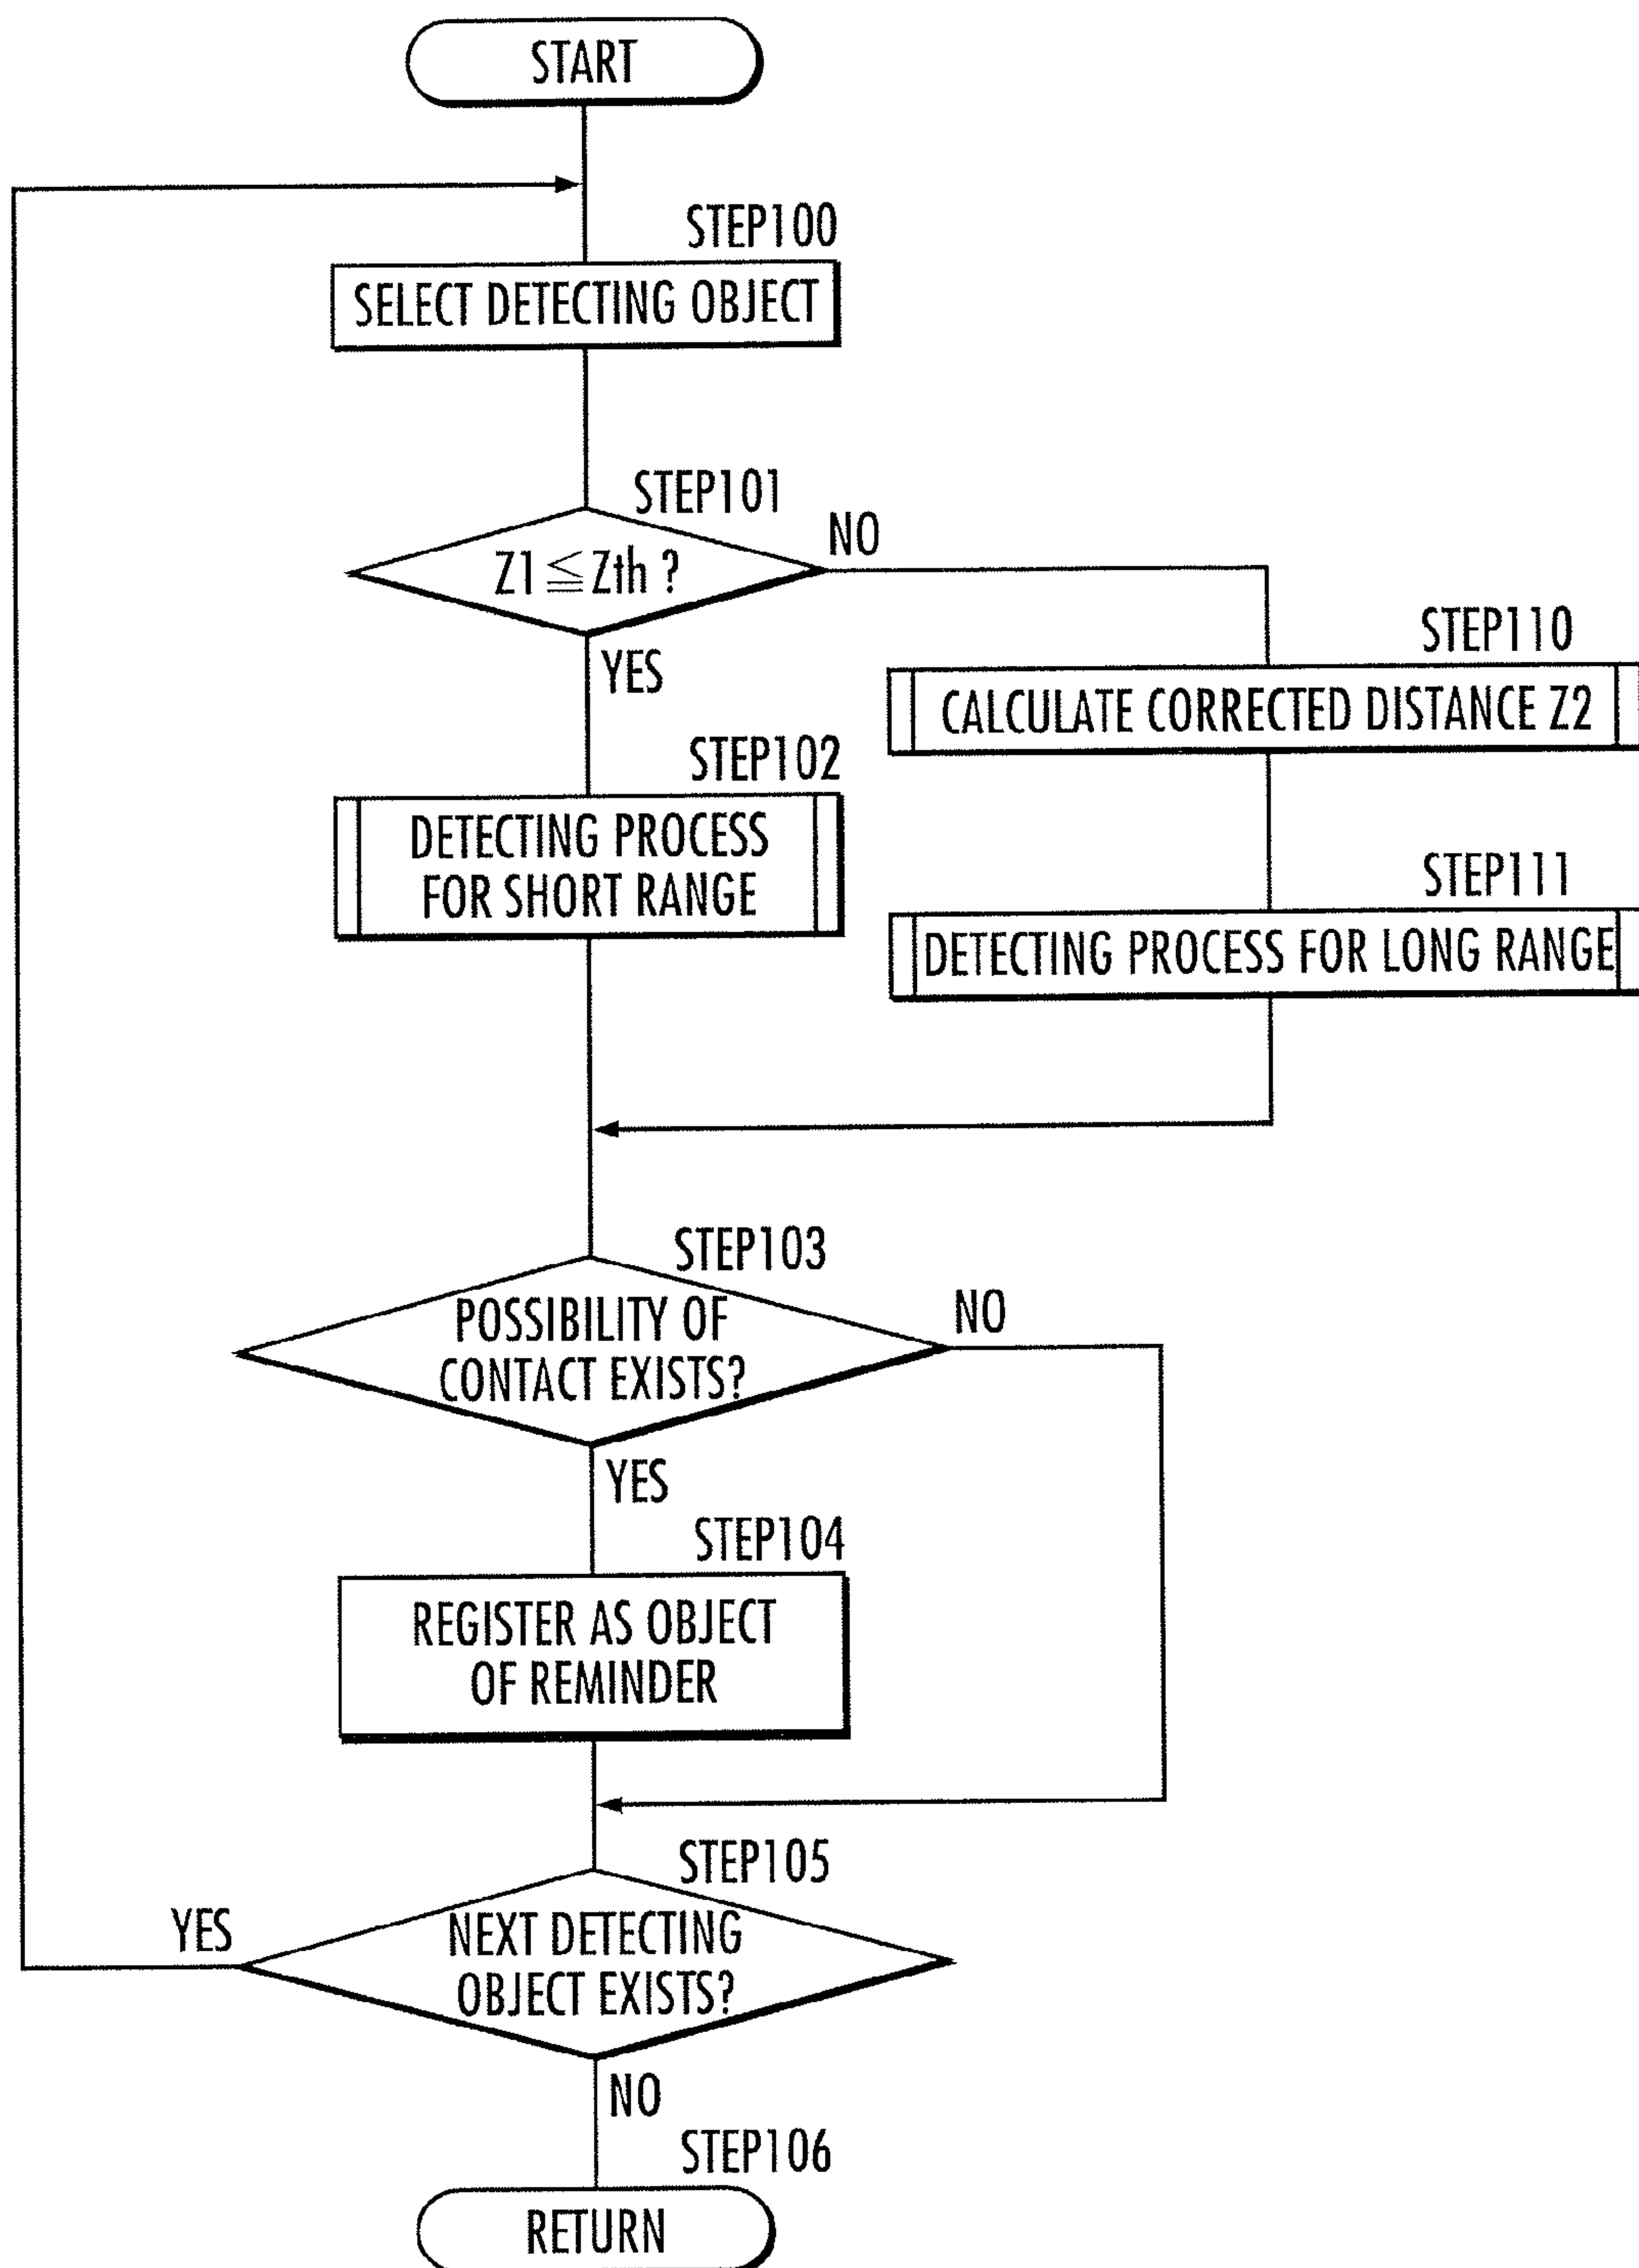 START
STEP100
SELECT DETECTING OBJECT
STEP101
Z1 ≦ Zth ?
NO
YES
STEP110
CALCULATE CORRECTED DISTANCE Z2
STEP102
DETECTING PROCESS
FOR SHORT RANGE
STEP111
DETECTING PROCESS FOR LONG RANGE
STEP103
POSSIBILITY OF
CONTACT EXISTS?
NO
YES
STEP104
REGISTER AS OBJECT
OF REMINDER
STEP105
NEXT DETECTING
OBJECT EXISTS?
YES
NO
STEP106
RETURN